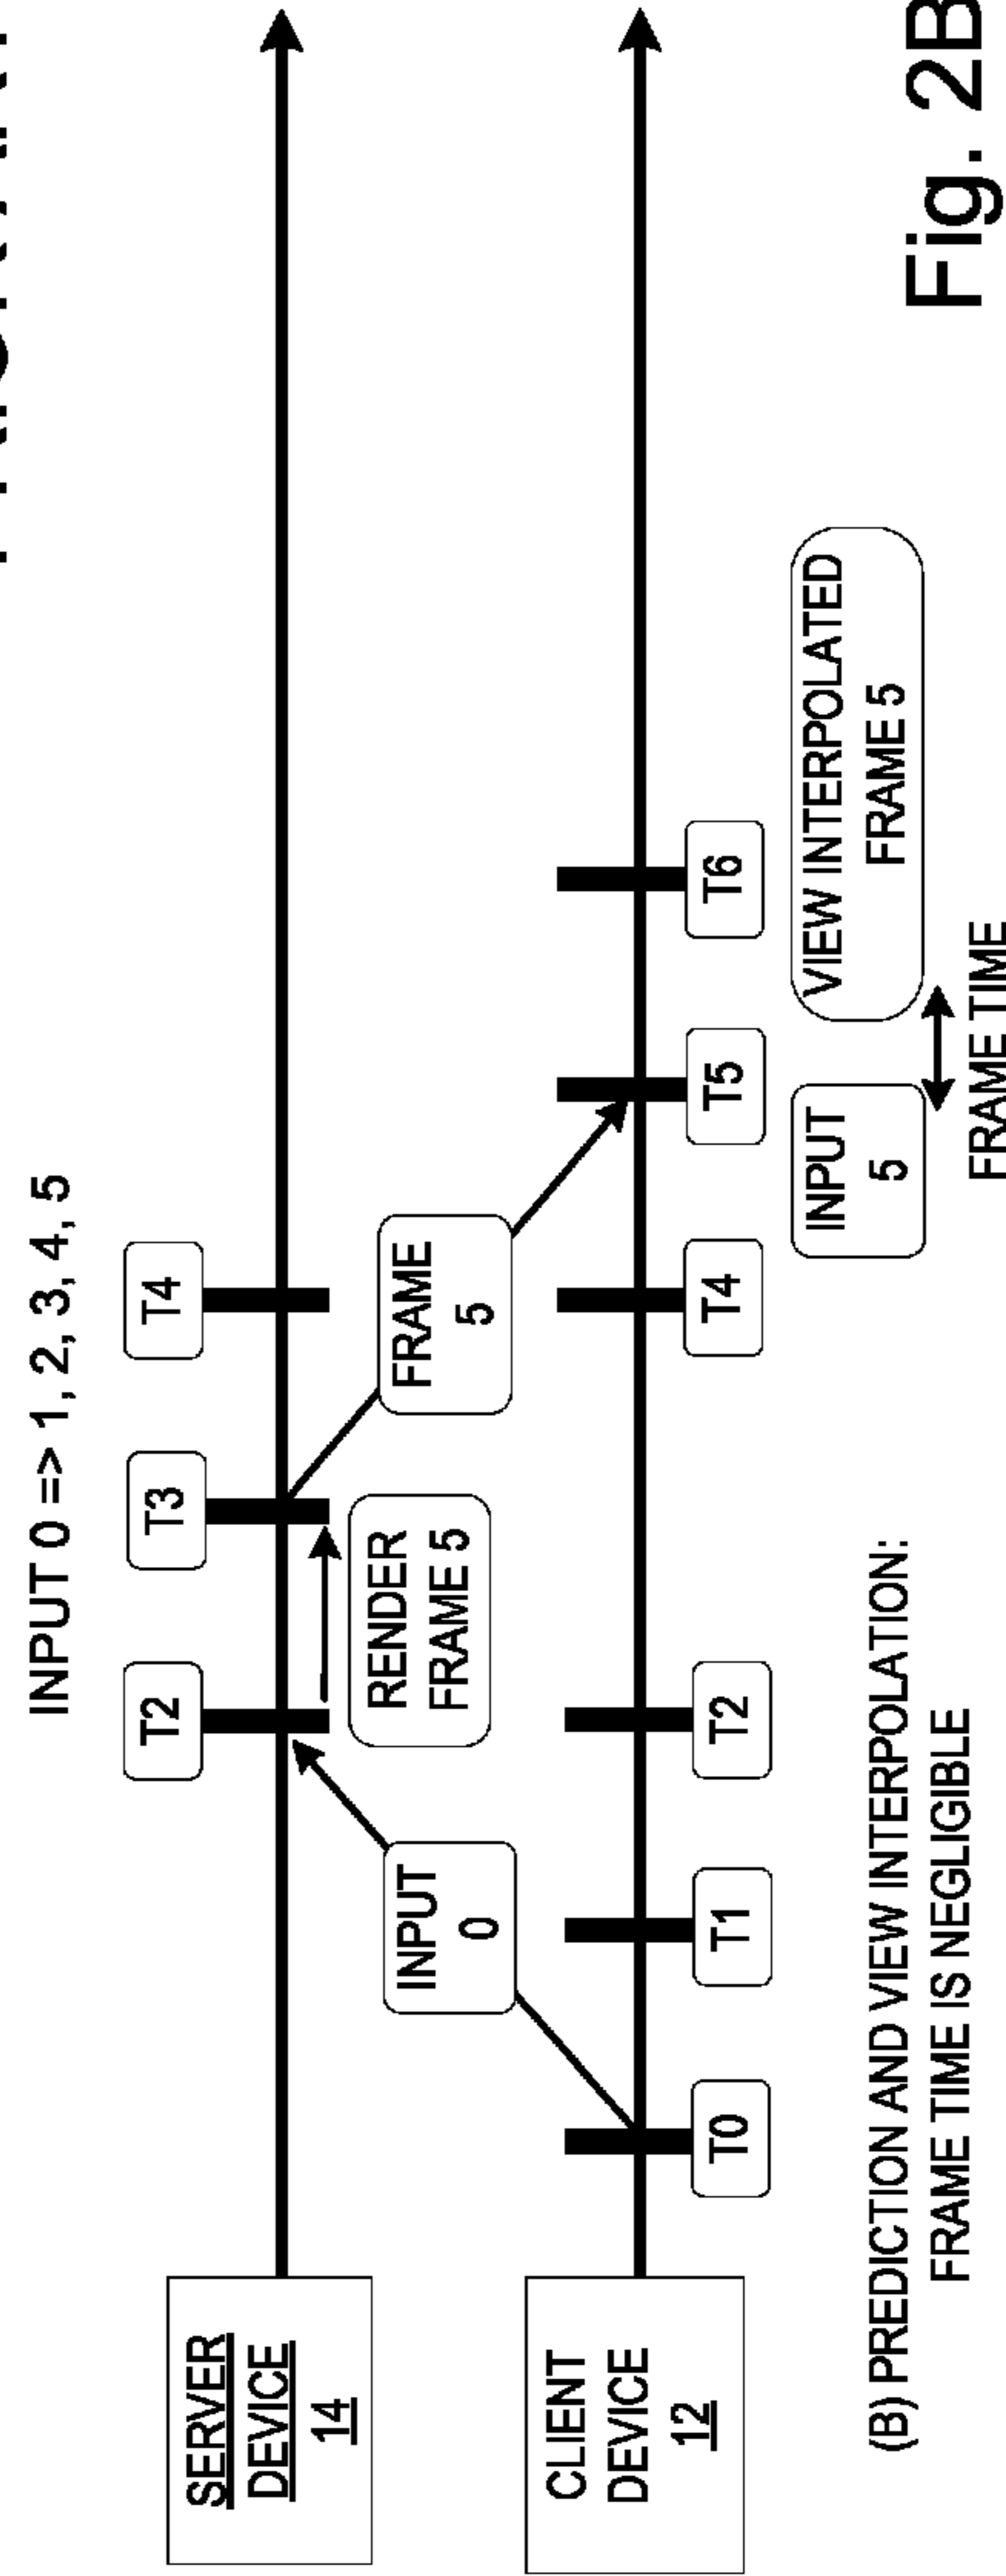 INPUT 0 => 1, 2, 3, 4, 5
T2
T3
T4
SERVER
DEVICE
14
RENDER
FRAME 5
INPUT
0
FRAME
5
CLIENT
DEVICE
12
T0
T1
T2
T4
T5
T6
INPUT
5
VIEW INTERPOLATED
FRAME 5
FRAME TIME
(B) PREDICTION AND VIEW INTERPOLATION:
FRAME TIME IS NEGLIGIBLE
Fig. 2B